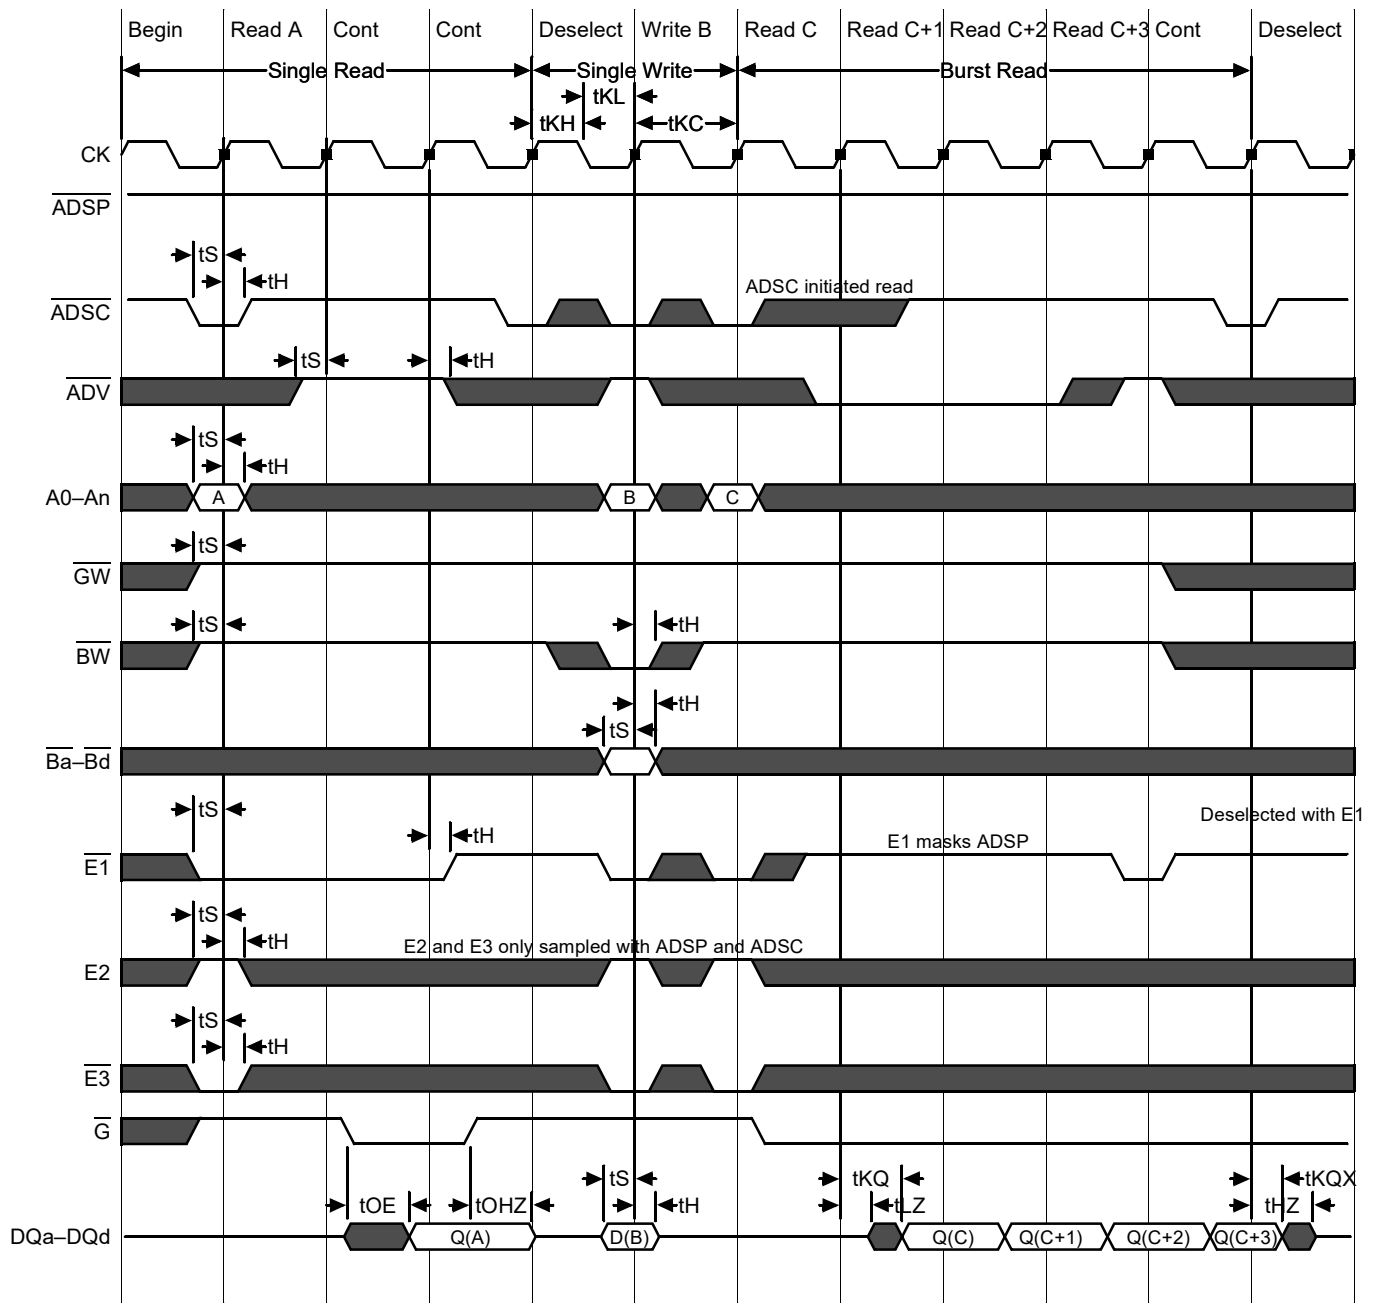 Begin Read A Cont Cont Deselect Write B Read C Read C+1 Read C+2 Read C+3 Cont Deselect
Single Read Single Write Burst Read
tKL
tKH tKC
CK
ADSP
tS
tH
ADSC initiated read
ADSC
tS tH
ADV
tS
tH
A0–An A B C
tS
GW
tS tH
BW
tH
tS
Ba–Bd
tS Deselected with E1
tH E1 masks ADSP
E1
tS
tH E2 and E3 only sampled with ADSP and ADSC
E2
tS
tH
E3
G
tS tKQ tKQX
tOE tOHZ tH tLZ tHZ
DQa–DQd Q(A) D(B) Q(C) Q(C+1) Q(C+2) Q(C+3)